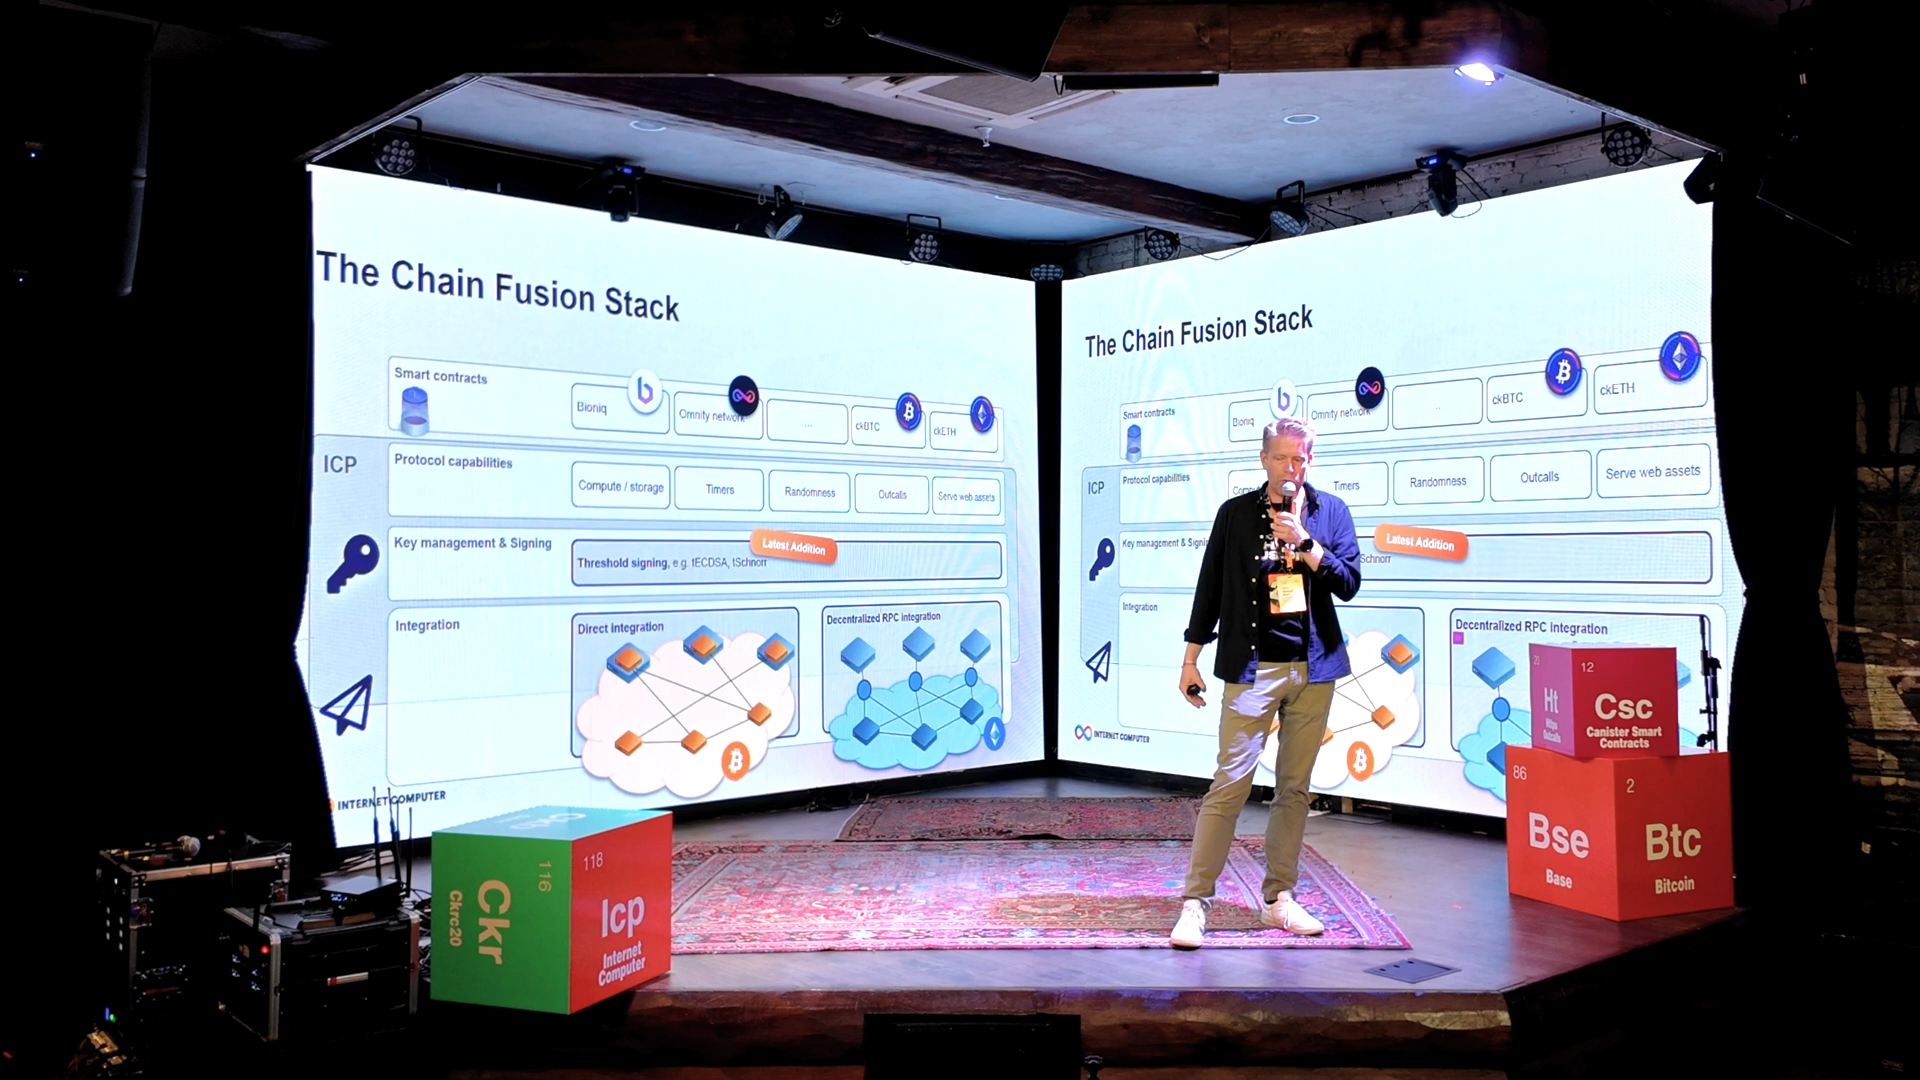 The Chain Fusion Stack
Smart contracts
Bioniq
Omnity network
...
ckBTC
ckETH
ICP
Protocol capabilities
Compute / storage
Timers
Randomness
Outcalls
Serve web assets
Key management & Signing
Latest Addition
Threshold signing, e.g. tECDSA, tSchnorr
Integration
Direct integration
Decentralized RPC integration
INTERNET COMPUTER
The Chain Fusion Stack
Smart contracts
Bioniq
Omnity network
...
ckBTC
ckETH
ICP
Protocol capabilities
Timers
Randomness
Outcalls
Serve web assets
Key management &
Latest Addition
Schnorr
Integration
Decentralized RPC integration
INTERNET COMPUTER
116
Ckr
Ckrc20
118
Icp
Internet
Computer
Ht
Outcalls
12
Csc
Canister Smart
Contracts
86
Bse
Base
2
Btc
Bitcoin